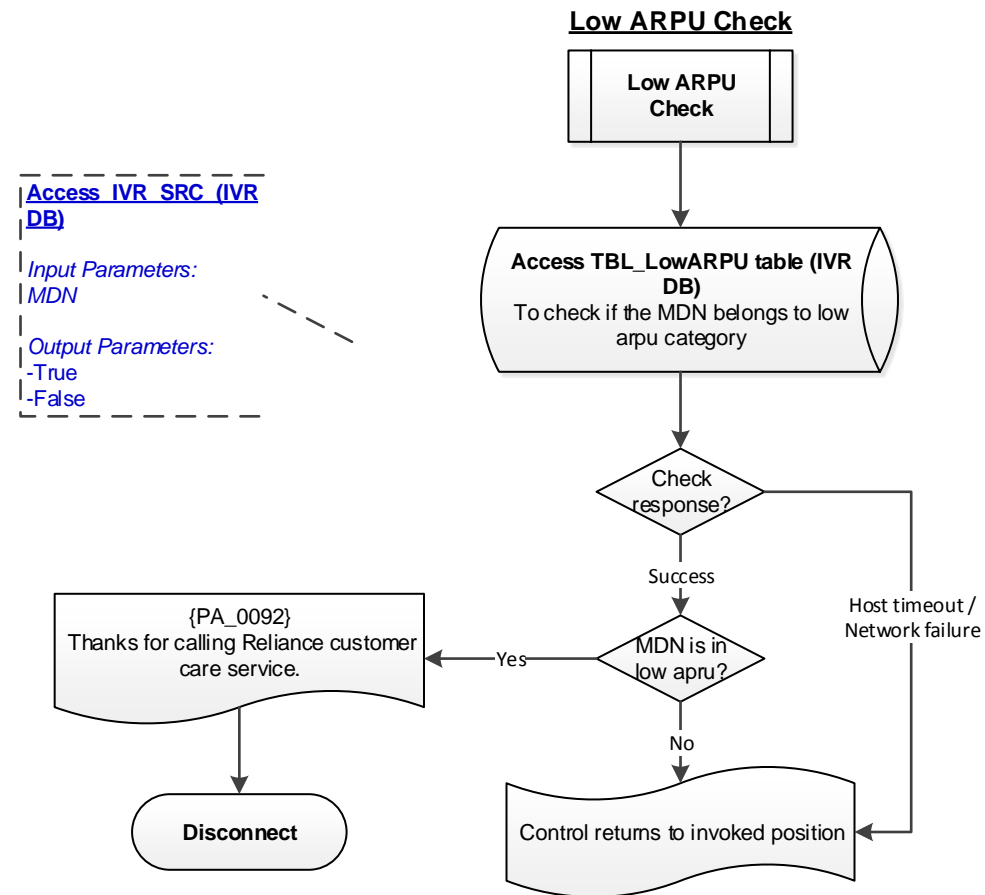 Low ARPU Check
Low ARPU
Check
Access IVR SRC (IVR
DB)
Input Parameters:
MDN
Output Parameters:
-True
-False
Access TBL_LowARPU table (IVR
DB)
To check if the MDN belongs to low
arpu category
Check
response?
Success
Host timeout /
Network failure
MDN is in
low apru?
Yes
{PA_0092}
Thanks for calling Reliance customer
care service.
No
Disconnect
Control returns to invoked position